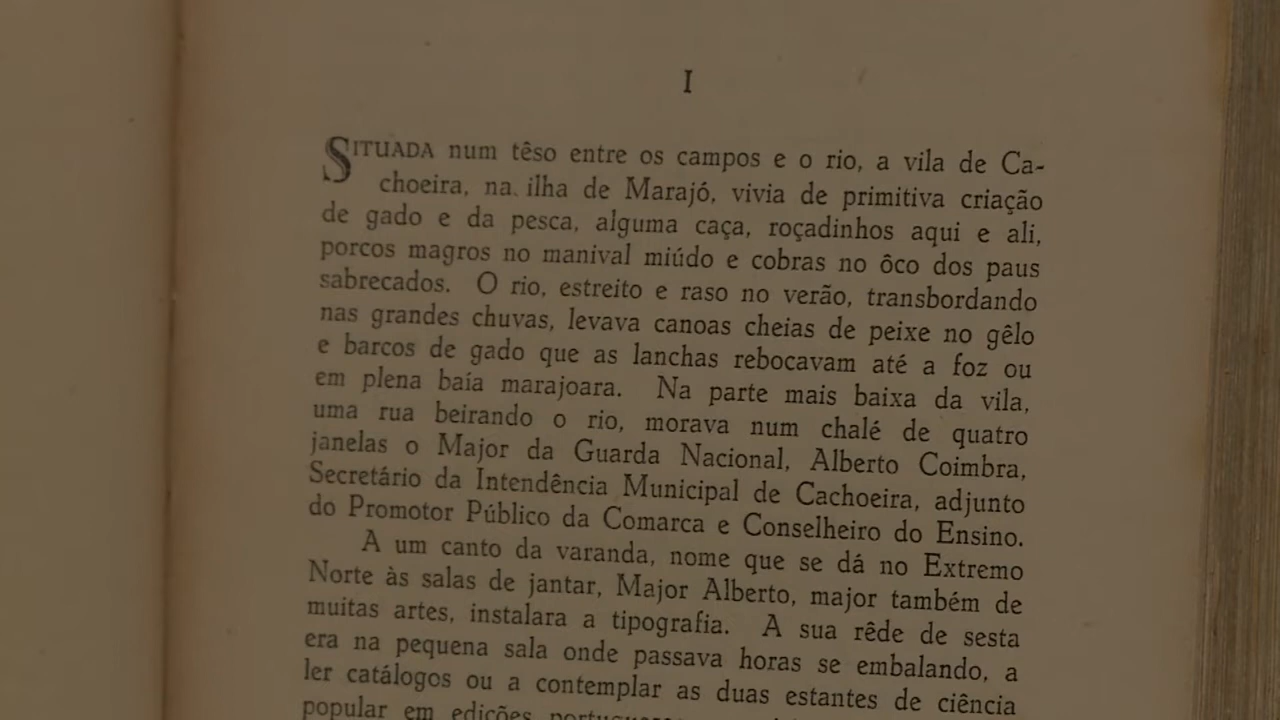 I
SITUADA num têso entre os campos e o rio, a vila de Ca-
choeira, na ilha de Marajó, vivia de primitiva criação
de gado e da pesca, alguma caça, roçadinhos aqui e ali,
porcos magros no manival miúdo e cobras no ôco dos paus
sabrecados. O rio, estreito e raso no verão, transbordando
nas grandes chuvas, levava canoas cheias de peixe no gêlo
e barcos de gado que as lanchas rebocavam até a foz ou
em plena baía marajoara. Na parte mais baixa da vila,
uma rua beirando o rio, morava num chalé de quatro
janelas o Major da Guarda Nacional, Alberto Coimbra,
Secretário da Intendência Municipal de Cachoeira, adjunto
do Promotor Público da Comarca e Conselheiro do Ensino.
A um canto da varanda, nome que se dá no Extremo
Norte às salas de jantar, Major Alberto, major também de
muitas artes, instalara a tipografia. A sua rêde de sesta
era na pequena sala onde passava horas se embalando, a
ler catálogos ou a contemplar as duas estantes de ciência
popular em edições